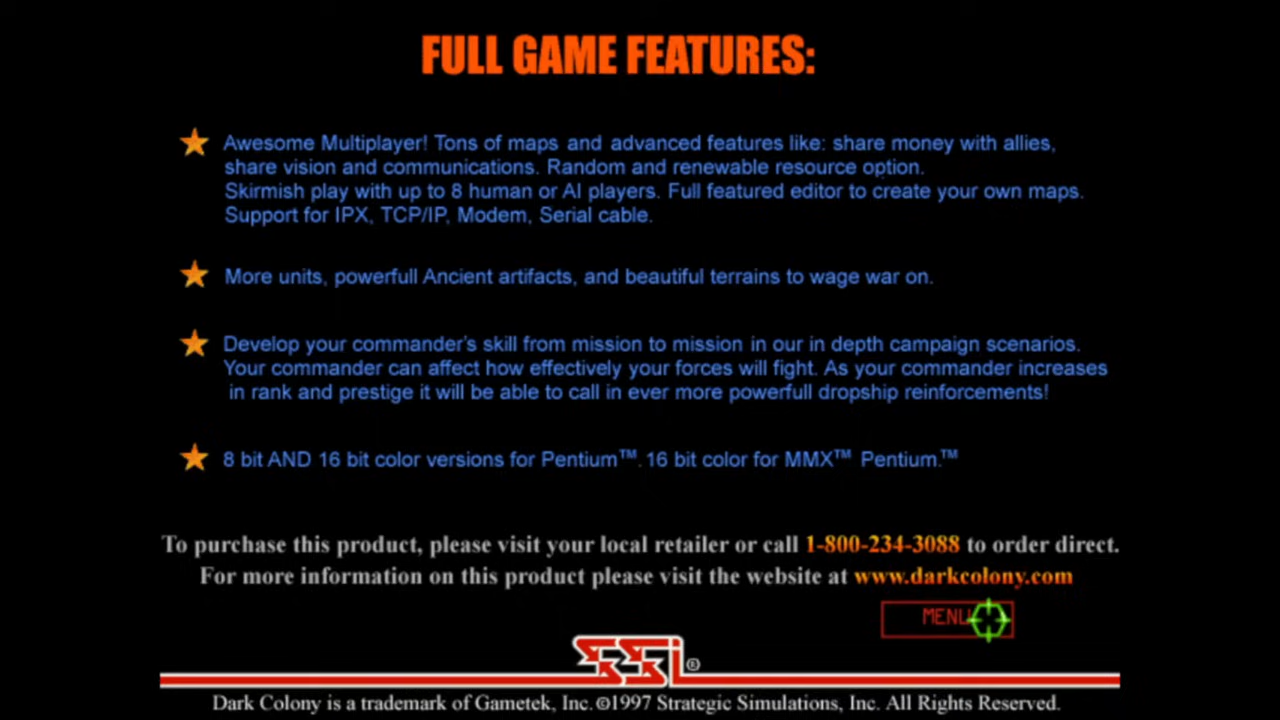 FULL GAME FEATURES:
Awesome Multiplayer! Tons of maps and advanced features like: share money with allies,
share vision and communications. Random and renewable resource option.
Skirmish play with up to 8 human or AI players. Full featured editor to create your own maps.
Support for IPX, TCP/IP, Modem, Serial cable.
More units, powerfull Ancient artifacts, and beautiful terrains to wage war on.
Develop your commander's skill from mission to mission in our in depth campaign scenarios.
Your commander can affect how effectively your forces will fight. As your commander increases
in rank and prestige it will be able to call in ever more powerfull dropship reinforcements!
8 bit AND 16 bit color versions for Pentium™. 16 bit color for MMX™ Pentium.™
To purchase this product, please visit your local retailer or call 1-800-234-3088 to order direct.
For more information on this product please visit the website at www.darkcolony.com
MENU
SSI®
Dark Colony is a trademark of Gametek, Inc. ©1997 Strategic Simulations, Inc. All Rights Reserved.